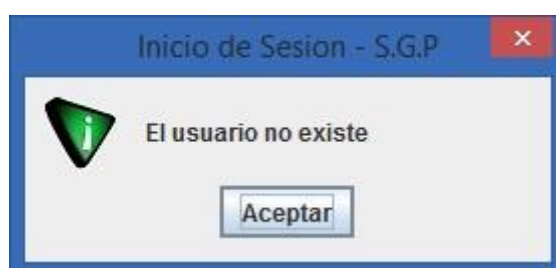 Inicio de Sesion - S.G.P
El usuario no existe
Aceptar